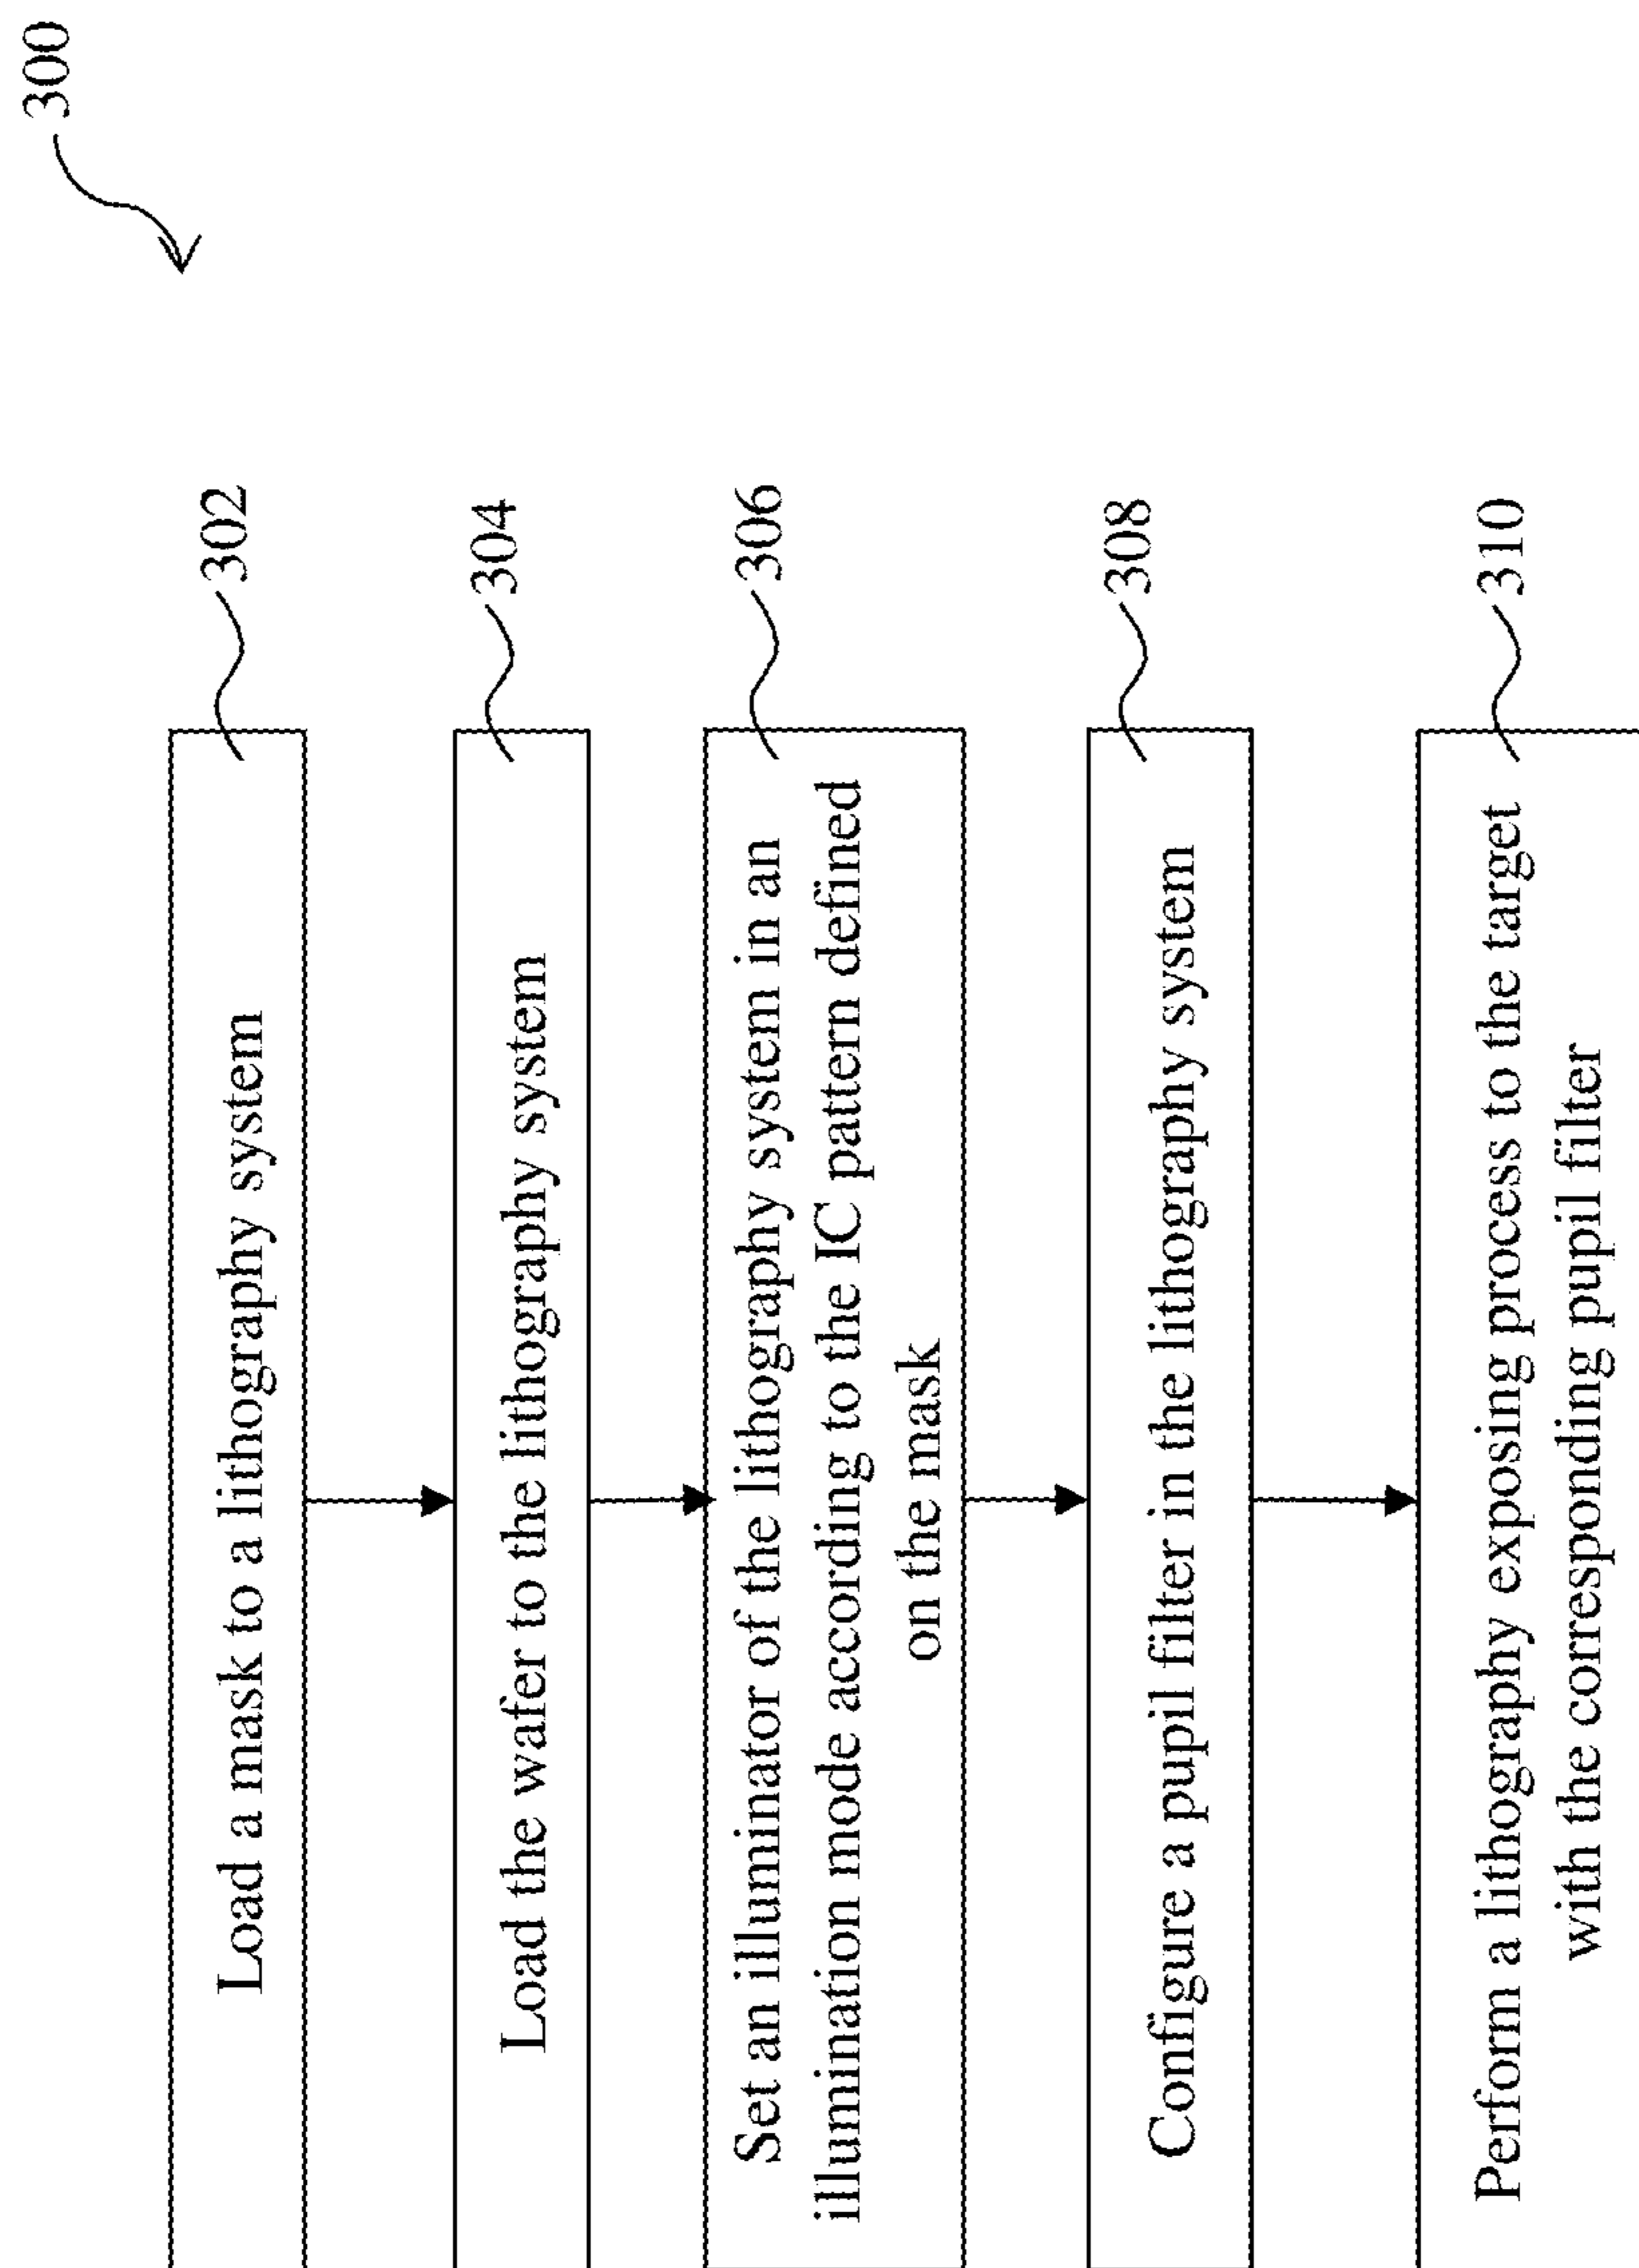 300
Load a mask to a lithography system
302
Load the wafer to the lithography system
304
Set an illuminator of the lithography system in an
illumination mode according to the IC pattern defined
on the mask
306
Configure a pupil filter in the lithography system
308
Perform a lithography exposing process to the target
with the corresponding pupil filter
310